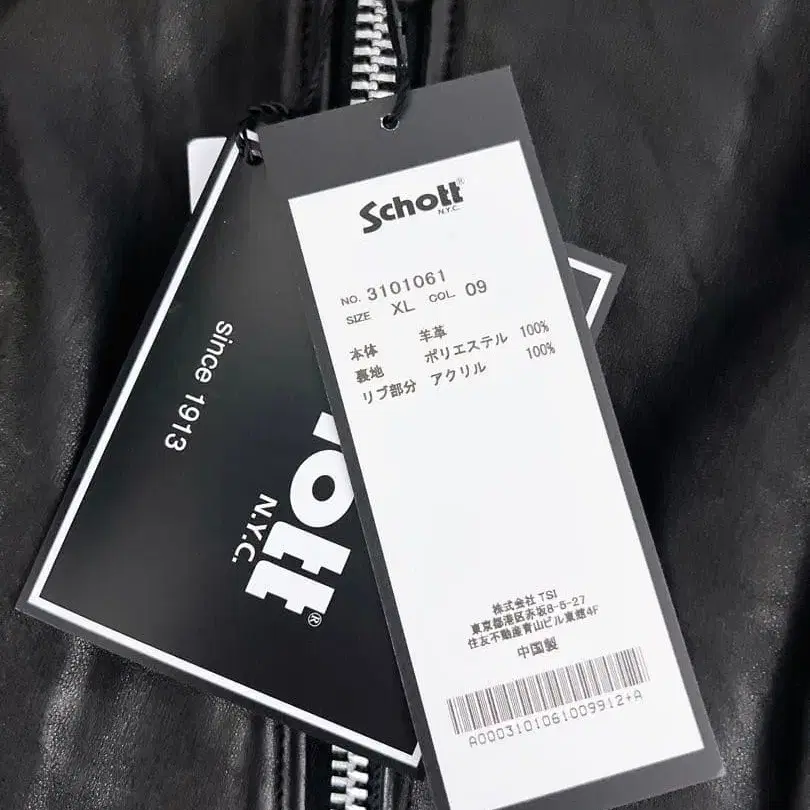 Schott®
N.Y.C.
NO. 3101061
SIZE XL COL. 09
本体 羊革
裏地 ポリエステル 100%
リブ部分 アクリル 100%
株式会社 TSI
東京都港区赤坂8-5-27
住友不動産青山ビル東館4F
中国製
A0003101061009912+A
since 1913
ott®
N.Y.C.